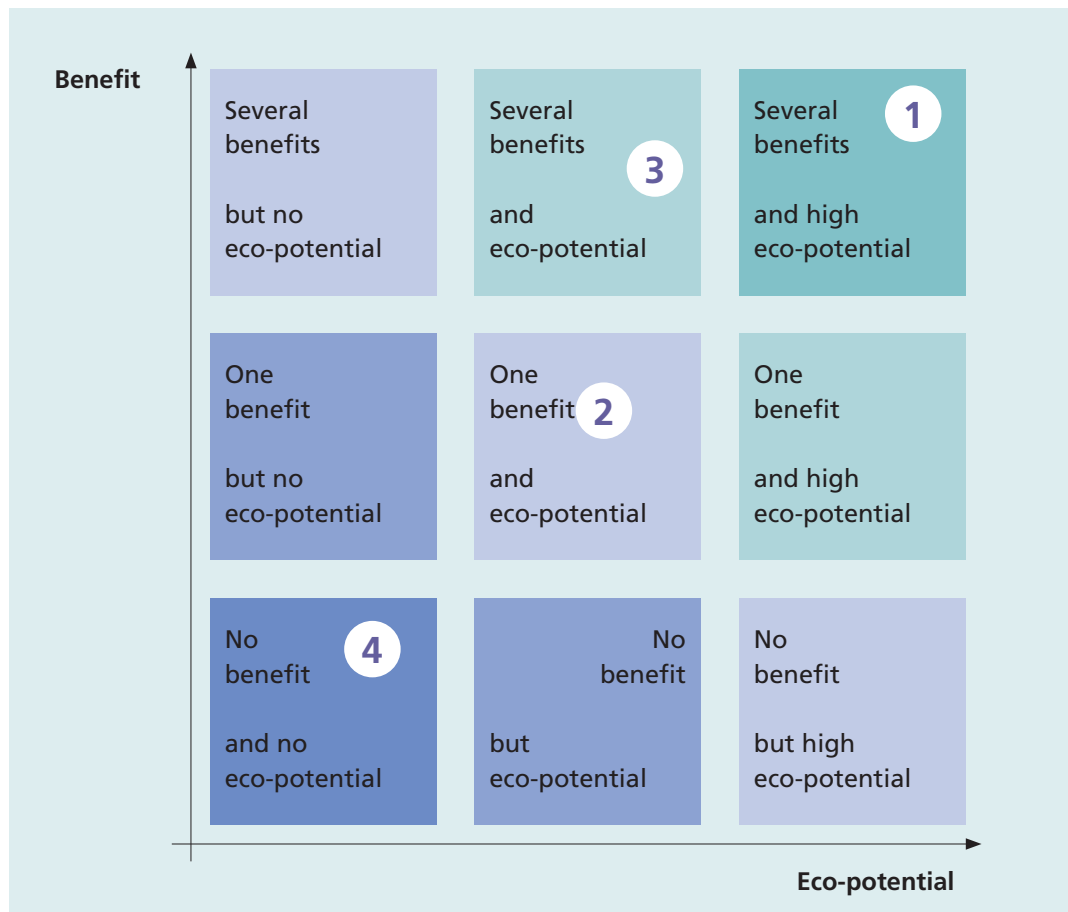 Benefit
Several
benefits
but no
eco-potential
Several
benefits
3
and
eco-potential
Several
benefits
1
and high
eco-potential
One
benefit
but no
eco-potential
One
benefit
2
and
eco-potential
One
benefit
and high
eco-potential
No
benefit
4
and no
eco-potential
No
benefit
but
eco-potential
No
benefit
but high
eco-potential
Eco-potential